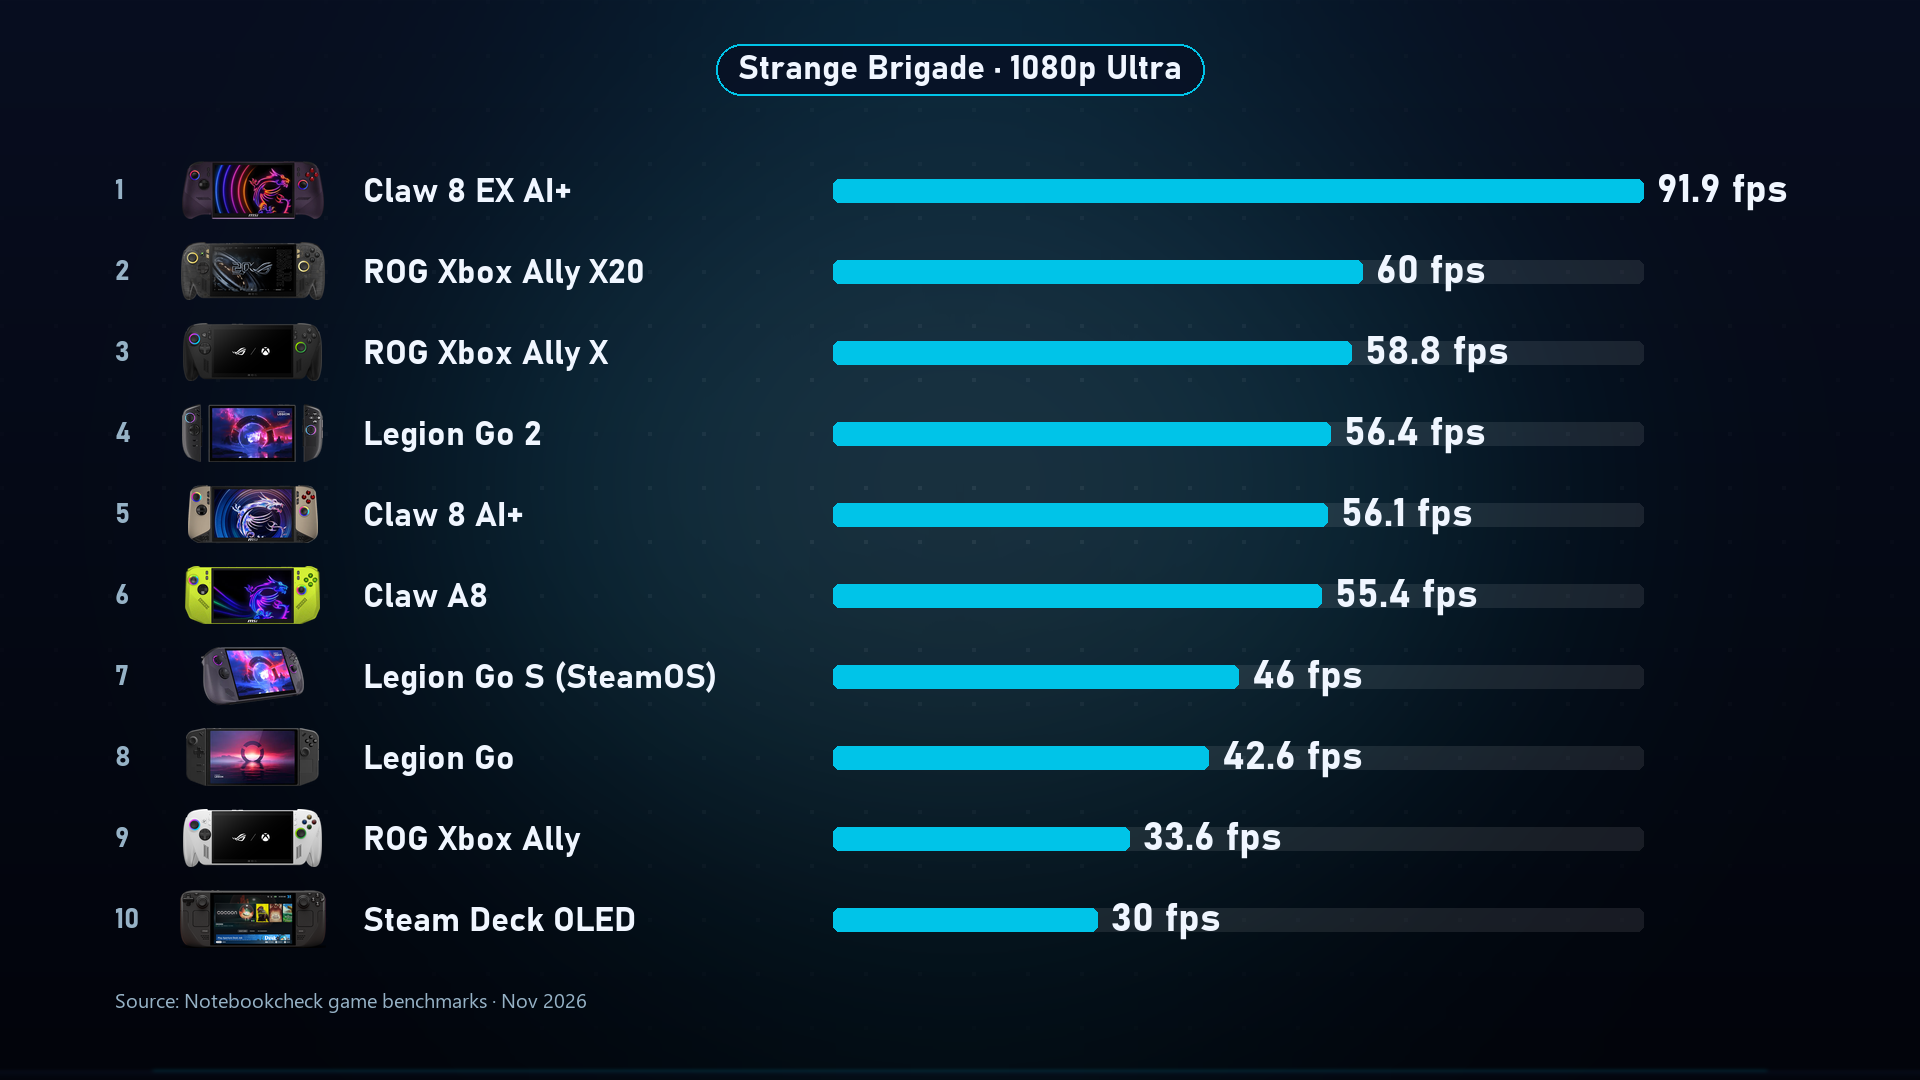 Strange Brigade · 1080p Ultra
1 Claw 8 EX AI+ 91.9 fps
2 ROG Xbox Ally X20 60 fps
3 ROG Xbox Ally X 58.8 fps
4 Legion Go 2 56.4 fps
5 Claw 8 AI+ 56.1 fps
6 Claw A8 55.4 fps
7 Legion Go S (SteamOS) 46 fps
8 Legion Go 42.6 fps
9 ROG Xbox Ally 33.6 fps
10 Steam Deck OLED 30 fps
Source: Notebookcheck game benchmarks · Nov 2026